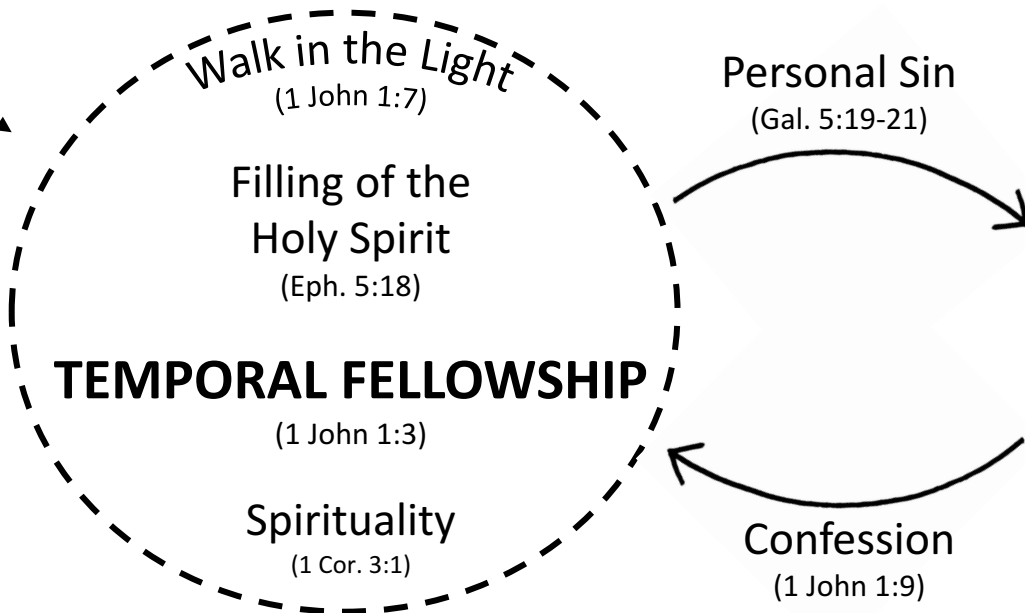 Walk in the Light
(1 John 1:7)
Filling of the
Holy Spirit
(Eph. 5:18)
TEMPORAL FELLOWSHIP
(1 John 1:3)
Spirituality
(1 Cor. 3:1)
Personal Sin
(Gal. 5:19-21)
Confession
(1 John 1:9)